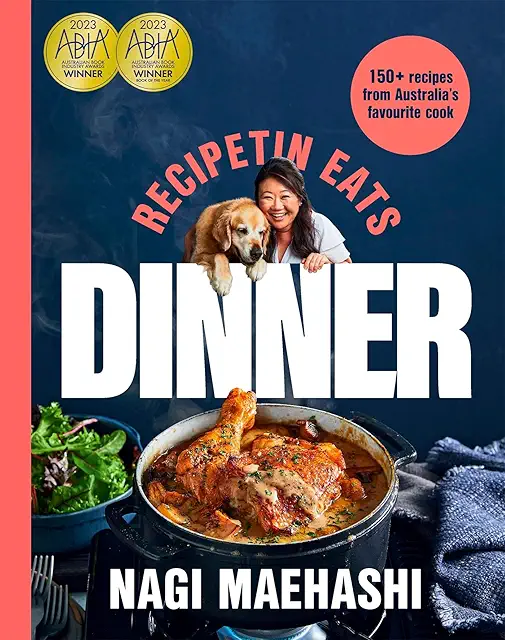 2023
ABIA
AUSTRALIAN BOOK
INDUSTRY AWARDS
WINNER
2023
ABIA
AUSTRALIAN BOOK
INDUSTRY AWARDS
WINNER
BOOK OF THE YEAR
150+ recipes
from Australia's
favourite cook
RECIPETIN EATS
DINNER
NAGI MAEHASHI